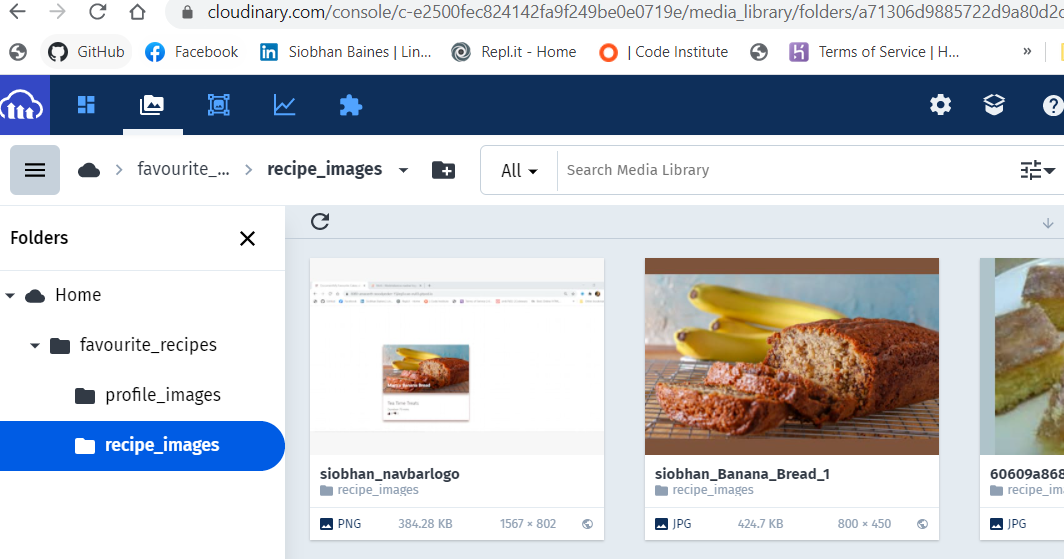 cloudinary.com/console/c-e2500fec824142fa9f249be0e0719e/media_library/folders/a71306d9885722d9a80d2
GitHub Facebook Siobhan Baines | Lin... Repl.it - Home | Code Institute Terms of Service | H... »
favourite_... recipe_images All Search Media Library
Folders
Home
favourite_recipes
profile_images
recipe_images
siobhan_navbarlogo
recipe_images
PNG 384.28 KB 1567 × 802
siobhan_Banana_Bread_1
recipe_images
JPG 424.7 KB 800 × 450
60609a868
recipe_im
JPG